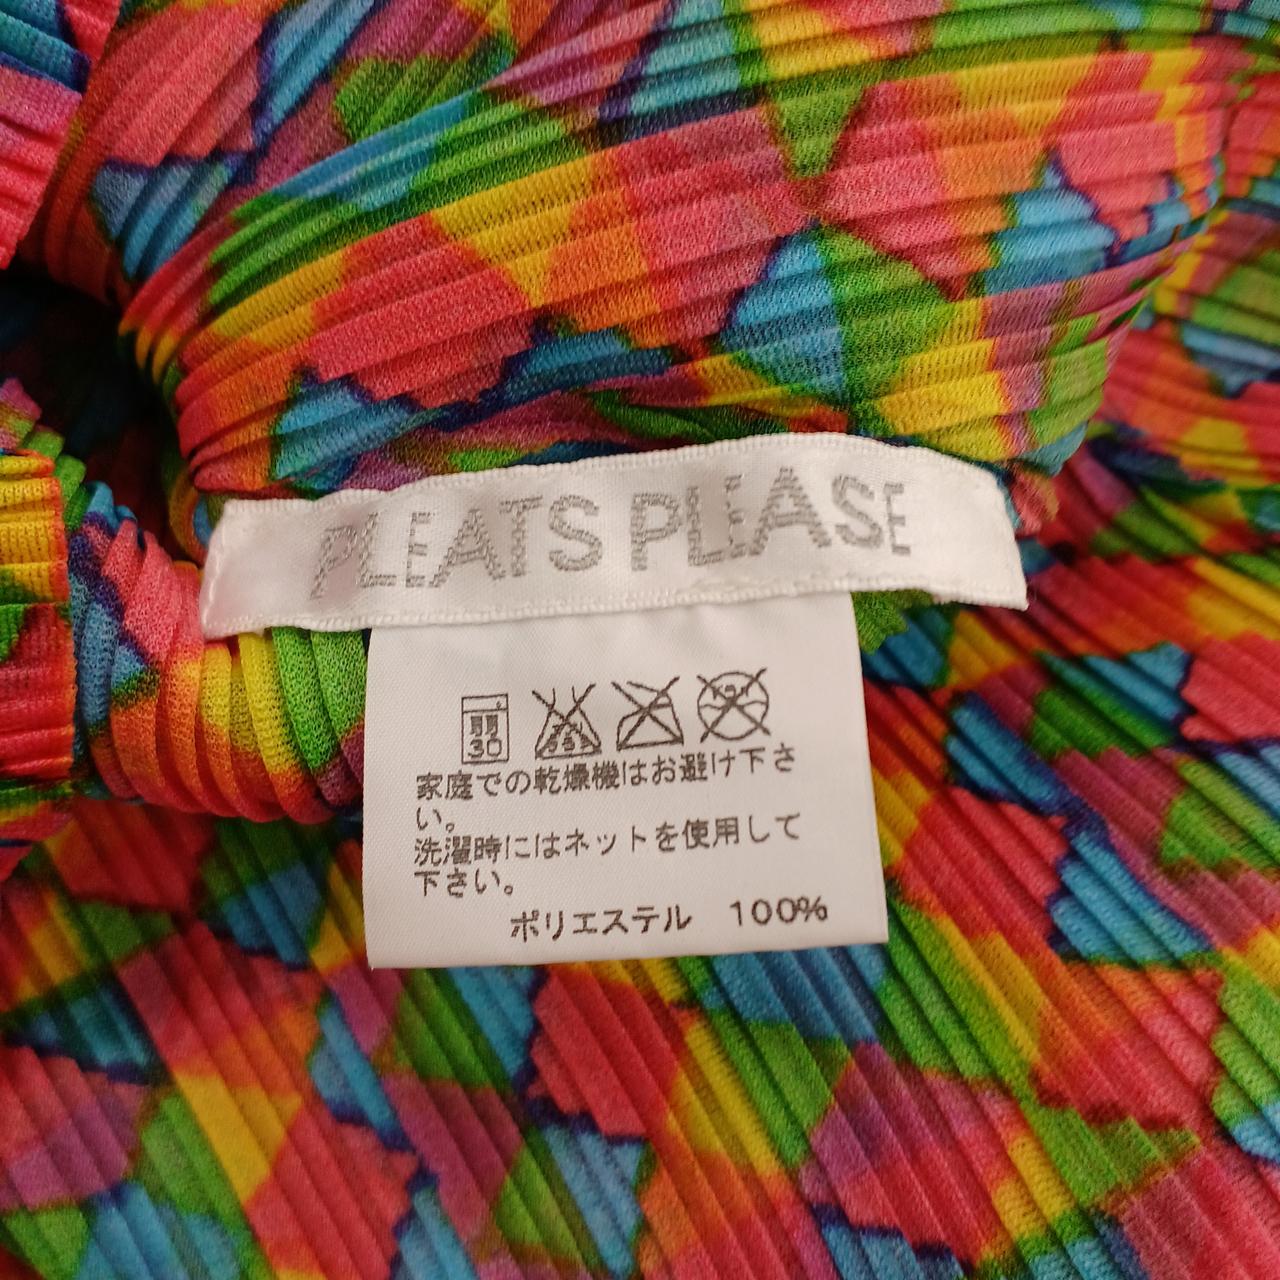 PLEATS PLEASE
弱
30
家庭での乾燥機はお避け下さ
い。
洗濯時にはネットを使用して
下さい。
ポリエステル 100%